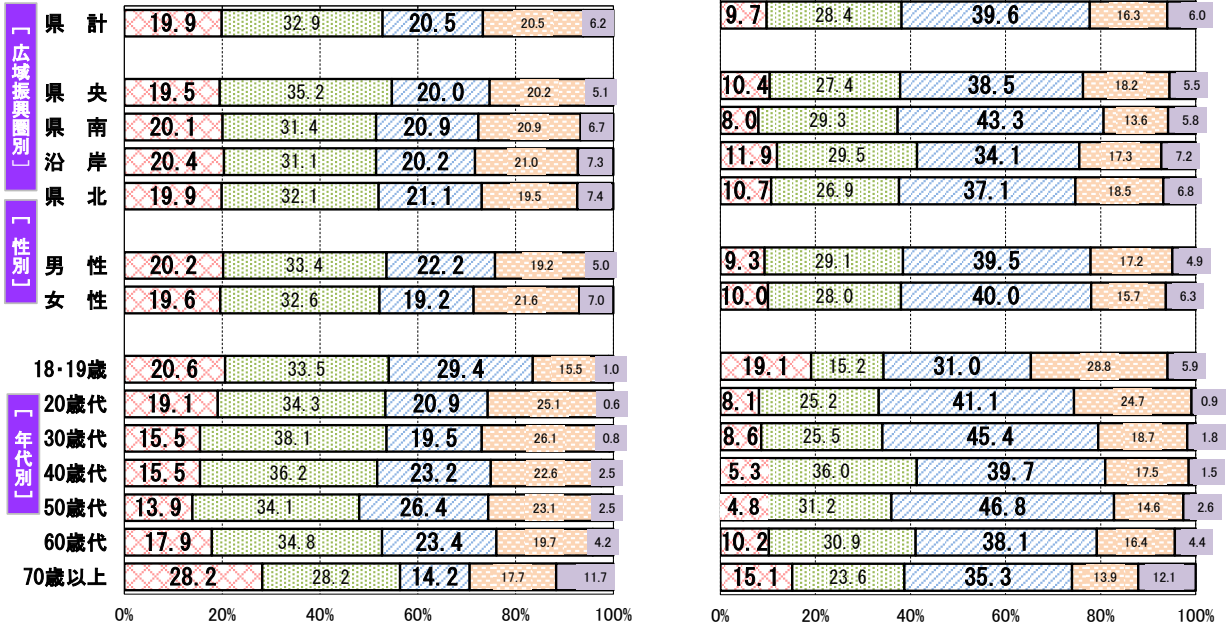 [広域振興圏別]
県 計 19.9 32.9 20.5 20.5 6.2 9.7 28.4 39.6 16.3 6.0
県 央 19.5 35.2 20.0 20.2 5.1 10.4 27.4 38.5 18.2 5.5
県 南 20.1 31.4 20.9 20.9 6.7 8.0 29.3 43.3 13.6 5.8
沿 岸 20.4 31.1 20.2 21.0 7.3 11.9 29.5 34.1 17.3 7.2
県 北 19.9 32.1 21.1 19.5 7.4 10.7 26.9 37.1 18.5 6.8
[性別]
男 性 20.2 33.4 22.2 19.2 5.0 9.3 29.1 39.5 17.2 4.9
女 性 19.6 32.6 19.2 21.6 7.0 10.0 28.0 40.0 15.7 6.3
[年代別]
18・19歳 20.6 33.5 29.4 15.5 1.0 19.1 15.2 31.0 28.8 5.9
20歳代 19.1 34.3 20.9 25.1 0.6 8.1 25.2 41.1 24.7 0.9
30歳代 15.5 38.1 19.5 26.1 0.8 8.6 25.5 45.4 18.7 1.8
40歳代 15.5 36.2 23.2 22.6 2.5 5.3 36.0 39.7 17.5 1.5
50歳代 13.9 34.1 26.4 23.1 2.5 4.8 31.2 46.8 14.6 2.6
60歳代 17.9 34.8 23.4 19.7 4.2 10.2 30.9 38.1 16.4 4.4
70歳以上 28.2 28.2 14.2 17.7 11.7 15.1 23.6 35.3 13.9 12.1
0% 20% 40% 60% 80% 100% 0% 20% 40% 60% 80% 100%